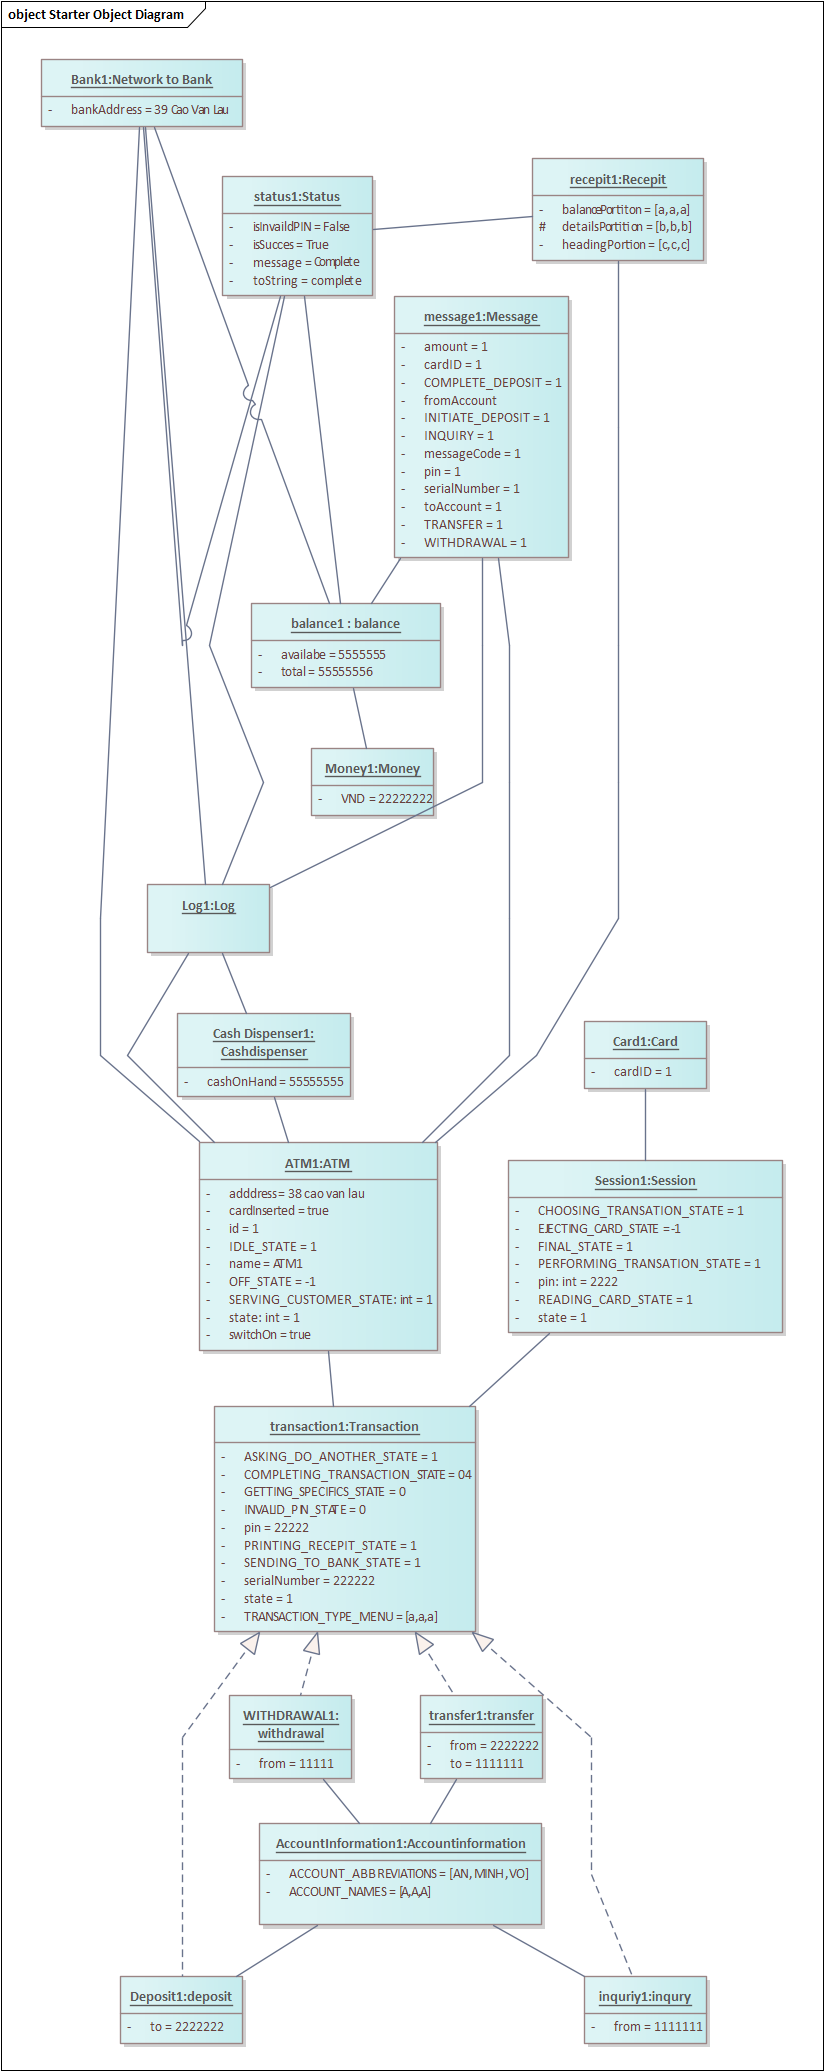 object Starter Object Diagram
Bank1:Network to Bank
- bankAddress = 39 Cao Van Lau
status1:Status
- isInvaildPIN = False
- isSucces = True
- message = Complete
- toString = complete
recepit1:Recepit
- balancePortiton = [a,a,a]
# detailsPortition = [b,b,b]
- headingPortion = [c,c,c]
message1:Message
- amount = 1
- cardID = 1
- COMPLETE_DEPOSIT = 1
- fromAccount
- INITIATE_DEPOSIT = 1
- INQUIRY = 1
- messageCode = 1
- pin = 1
- serialNumber = 1
- toAccount = 1
- TRANSFER = 1
- WITHDRAWAL = 1
balance1 : balance
- availabe = 5555555
- total = 55555556
Money1:Money
- VND = 22222222
Log1:Log
Cash Dispenser1:
Cashdispenser
- cashOnHand = 55555555
Card1:Card
- cardID = 1
ATM1:ATM
- adddress= 38 cao van lau
- cardInserted = true
- id = 1
- IDLE_STATE = 1
- name = ATM1
- OFF_STATE = -1
- SERVING_CUSTOMER_STATE: int = 1
- state: int = 1
- switchOn = true
Session1:Session
- CHOOSING_TRANSATION_STATE = 1
- EJECTING_CARD_STATE = -1
- FINAL_STATE = 1
- PERFORMING_TRANSATION_STATE = 1
- pin: int = 2222
- READING_CARD_STATE = 1
- state = 1
transaction1:Transaction
- ASKING_DO_ANOTHER_STATE = 1
- COMPLETING_TRANSACTION_STATE = 04
- GETTING_SPECIFICS_STATE = 0
- INVALID_PIN_STATE = 0
- pin = 22222
- PRINTING_RECEPIT_STATE = 1
- SENDING_TO_BANK_STATE = 1
- serialNumber = 222222
- state = 1
- TRANSACTION_TYPE_MENU = [a,a,a]
WITHDRAWAL1:
withdrawal
- from = 11111
transfer1:transfer
- from = 2222222
- to = 1111111
AccountInformation1:Accountinformation
- ACCOUNT_ABBREVIATIONS = [AN, MINH, VO]
- ACCOUNT_NAMES = [A,A,A]
Deposit1:deposit
- to = 2222222
inquriy1:inqury
- from = 1111111